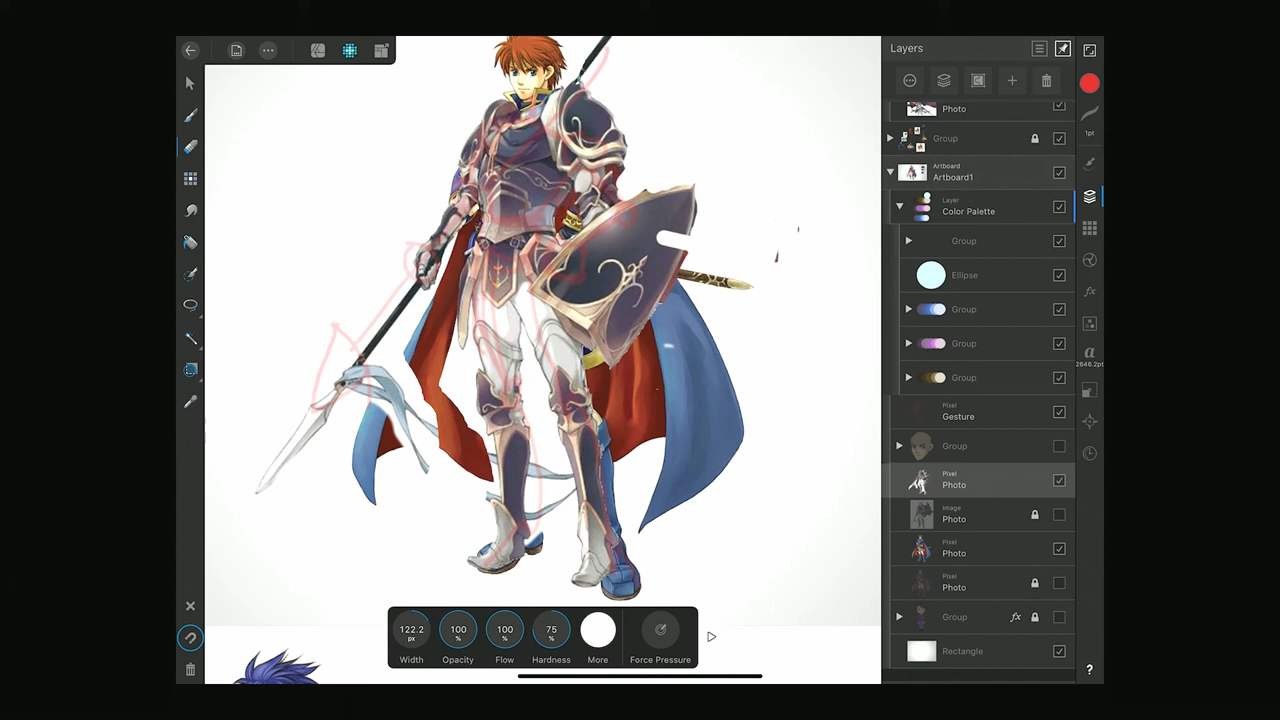 Layers
Photo
Group
Artboard
Artboard1
Layer
Color Palette
Group
Ellipse
Group
Group
Group
Pixel
Gesture
Group
Pixel
Photo
Image
Photo
Pixel
Photo
Pixel
Photo
Group
fx
Rectangle
1pt
fx
a
2646.2pt
?
122.2
px
100
%
100
%
75
%
Width
Opacity
Flow
Hardness
More
Force Pressure